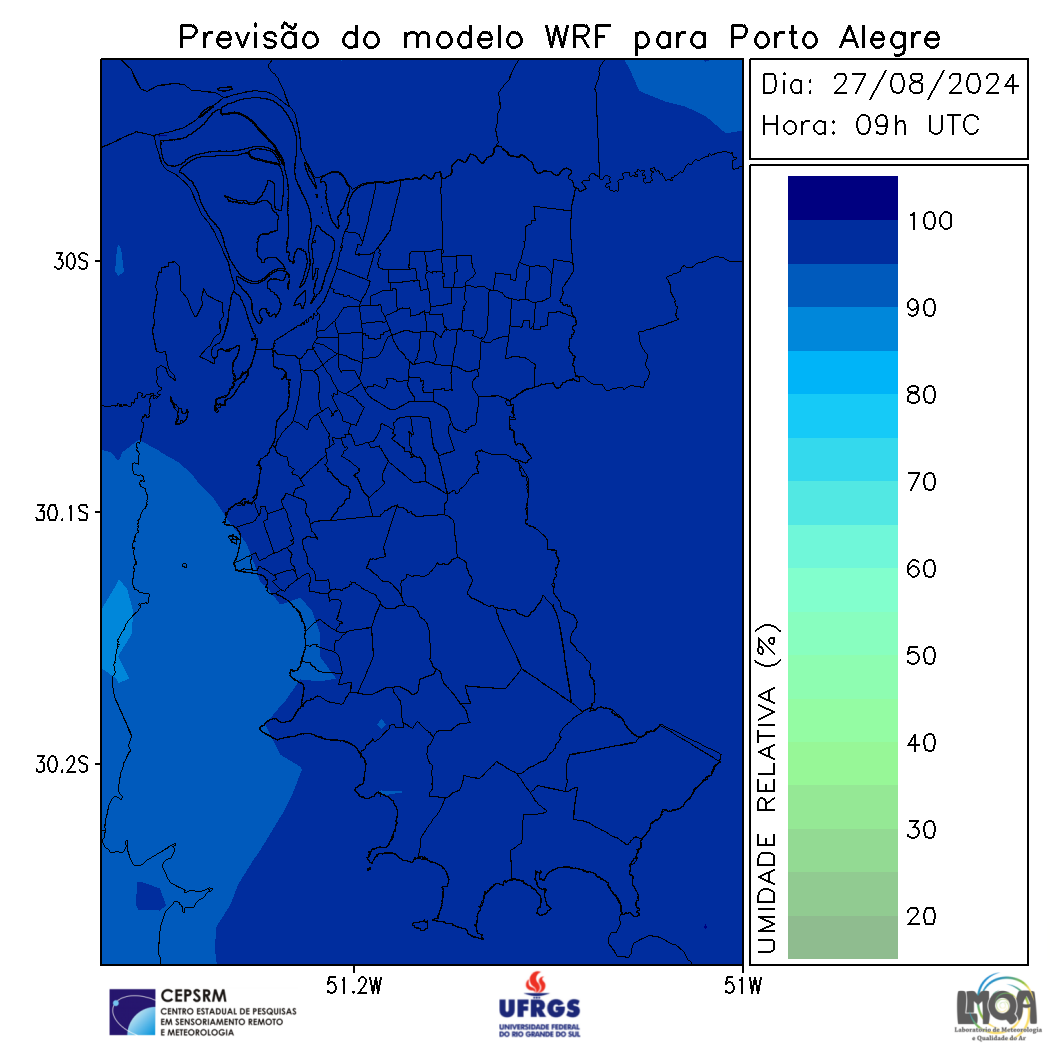 Previsão do modelo WRF para Porto Alegre
Dia: 27/08/2024
Hora: 09h UTC
30S
30.1S
30.2S
51.2W
51W
UMIDADE RELATIVA (%)
100
90
80
70
60
50
40
30
20
CEPSRM
CENTRO ESTADUAL DE PESQUISAS
EM SENSORIAMENTO REMOTO
E METEOROLOGIA
UFRGS
UNIVERSIDADE FEDERAL
DO RIO GRANDE DO SUL
LMQA
Laboratório de Meteorologia
e Qualidade do Ar